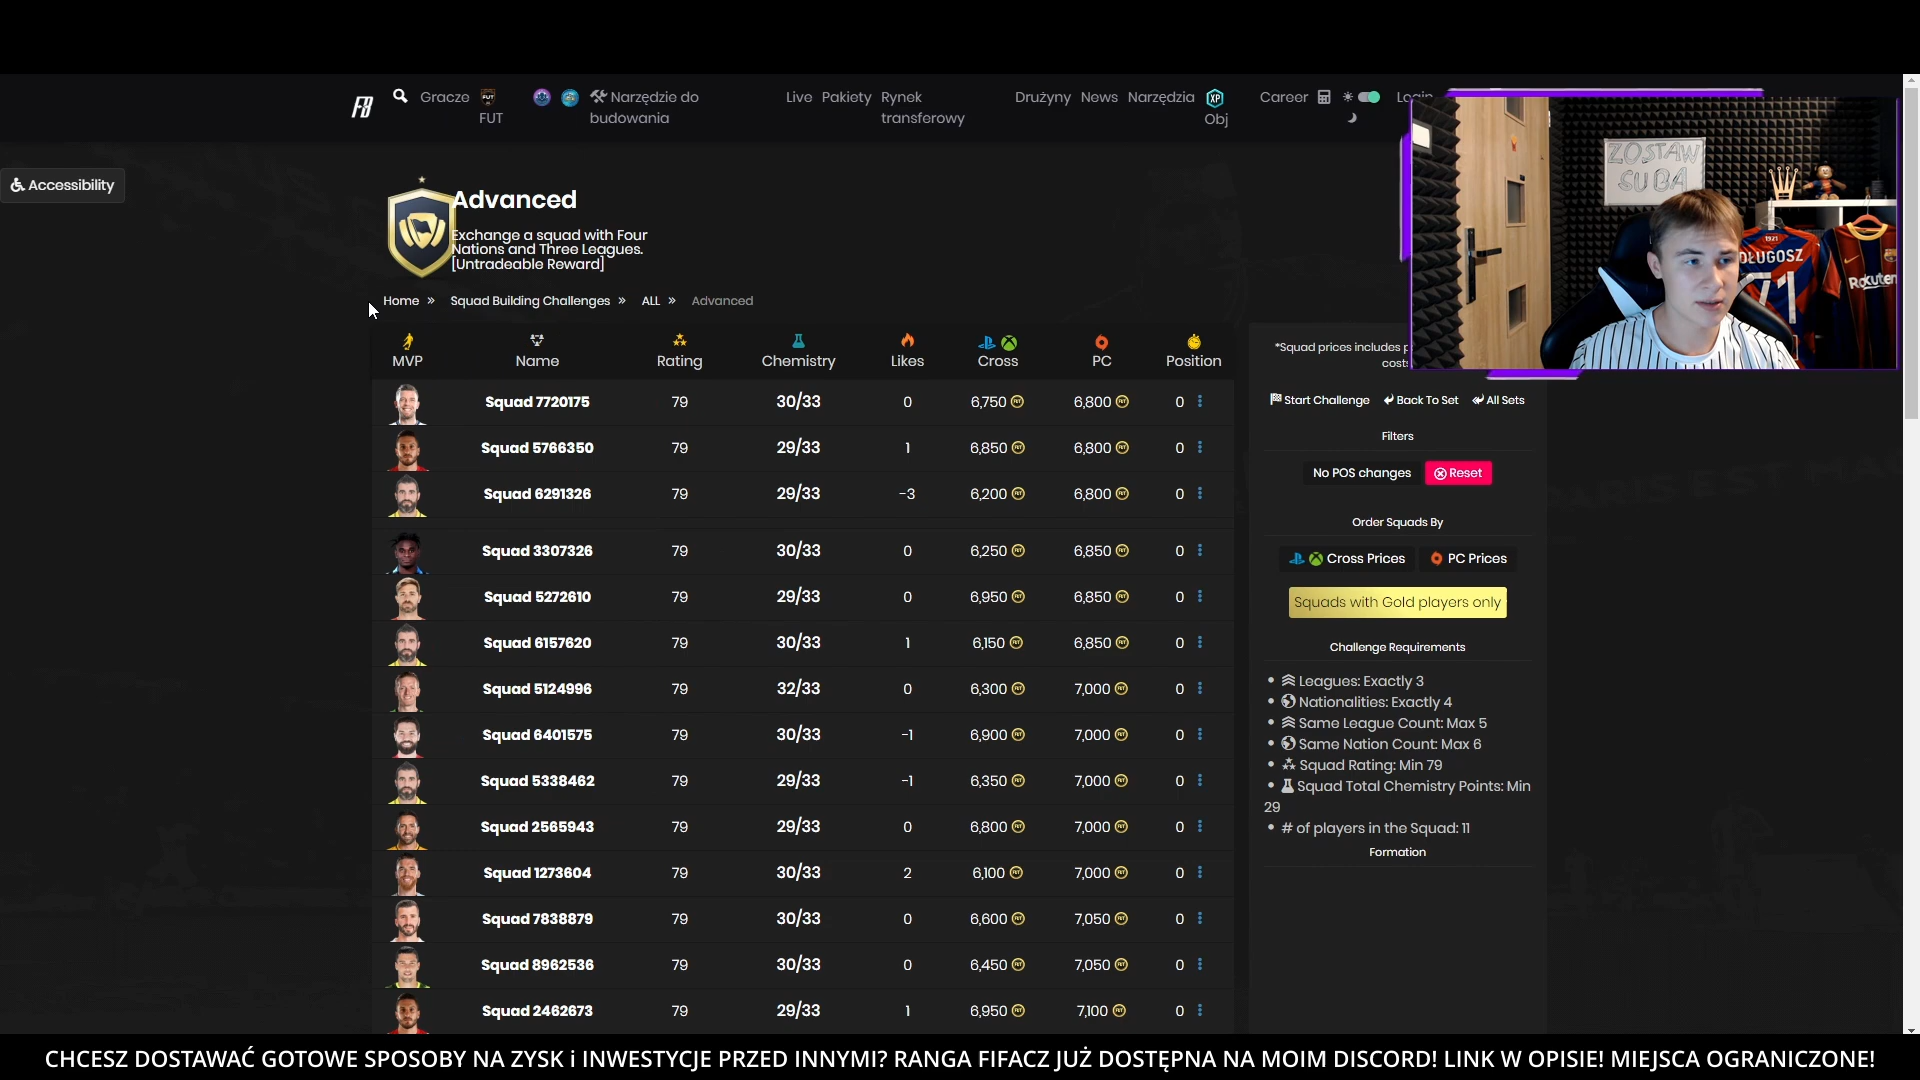 Gracze
FUT
Narzędzie do
budowania
Live Pakiety Rynek
transferowy
Drużyny News Narzędzia
XP
Obj
Career
Login
Accessibility
Advanced
Exchange a squad with Four
Nations and Three Leagues.
[Untradeable Reward]
Home » Squad Building Challenges » ALL » Advanced
MVP Name Rating Chemistry Likes Cross PC Position
Squad 7720175 79 30/33 0 6,750 6,800 0
Squad 5766350 79 29/33 1 6,850 6,800 0
Squad 6291326 79 29/33 -3 6,200 6,800 0
Squad 3307326 79 30/33 0 6,250 6,850 0
Squad 5272610 79 29/33 0 6,950 6,850 0
Squad 6157620 79 30/33 1 6,150 6,850 0
Squad 5124996 79 32/33 0 6,300 7,000 0
Squad 6401575 79 30/33 -1 6,900 7,000 0
Squad 5338462 79 29/33 -1 6,350 7,000 0
Squad 2565943 79 29/33 0 6,800 7,000 0
Squad 1273604 79 30/33 2 6,100 7,000 0
Squad 7838879 79 30/33 0 6,600 7,050 0
Squad 8962536 79 30/33 0 6,450 7,050 0
Squad 2462673 79 29/33 1 6,950 7,100 0
*Squad prices includes
Start Challenge Back To Set All Sets
Filters
No POS changes Reset
Order Squads By
Cross Prices PC Prices
Squads with Gold players only
Challenge Requirements
Leagues: Exactly 3
Nationalities: Exactly 4
Same League Count: Max 5
Same Nation Count: Max 6
Squad Rating: Min 79
Squad Total Chemistry Points: Min
29
# of players in the Squad: 11
Formation
ZOSTAW
SUBA
1921
DŁUGOSZ
Rakuten
CHCESZ DOSTAWAĆ GOTOWE SPOSOBY NA ZYSK i INWESTYCJE PRZED INNYMI? RANGA FIFACZ JUŻ DOSTĘPNA NA MOIM DISCORD! LINK W OPISIE! MIEJSCA OGRANICZONE!